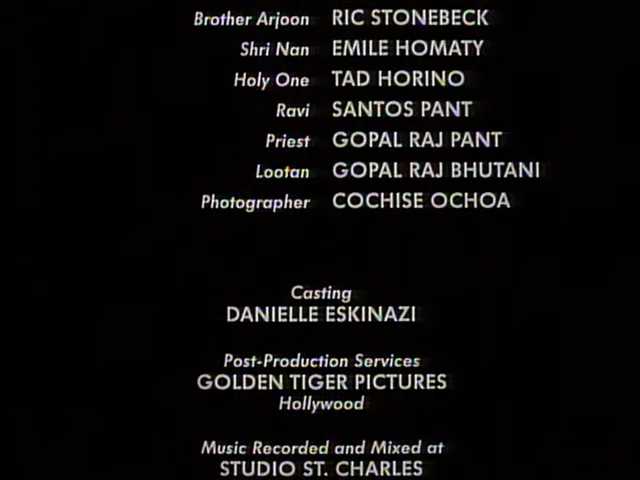 Brother Arjoon RIC STONEBECK
Shri Nan EMILE HOMATY
Holy One TAD HORINO
Ravi SANTOS PANT
Priest GOPAL RAJ PANT
Lootan GOPAL RAJ BHUTANI
Photographer COCHISE OCHOA
Casting
DANIELLE ESKINAZI
Post-Production Services
GOLDEN TIGER PICTURES
Hollywood
Music Recorded and Mixed at
STUDIO ST. CHARLES